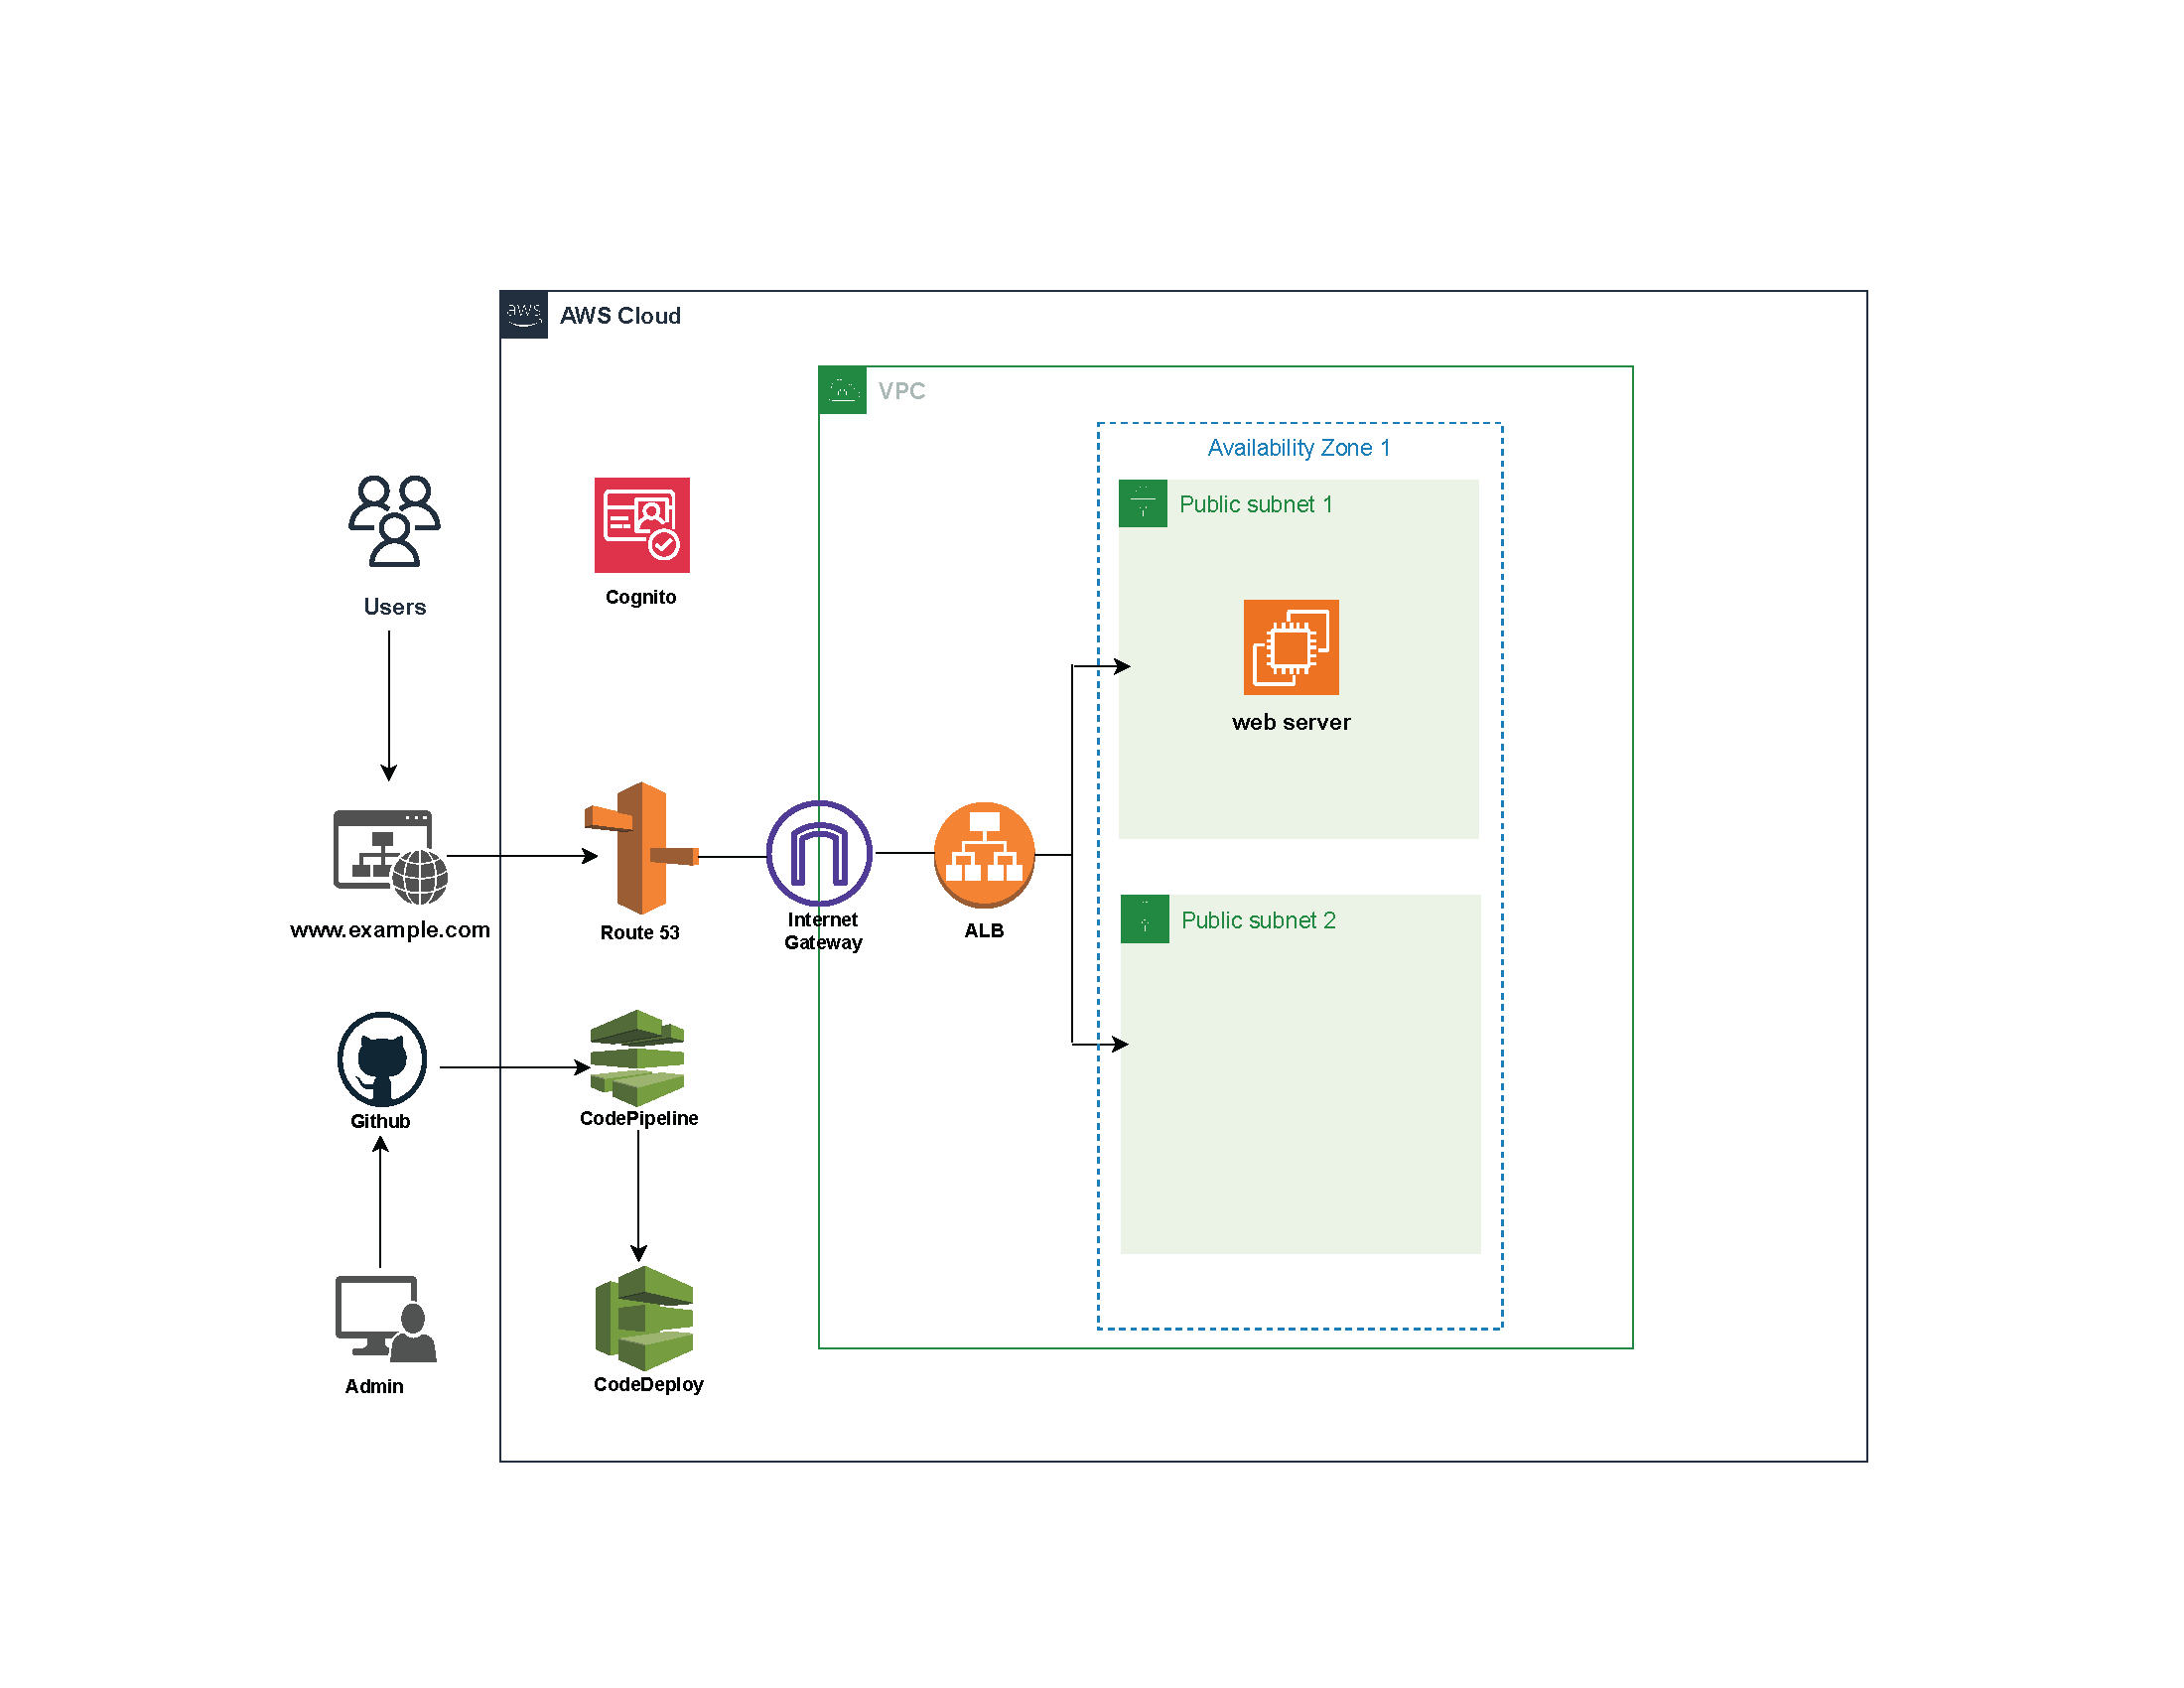 aws
AWS Cloud
VPC
Availability Zone 1
Public subnet 1
Users
Cognito
web server
www.example.com
Route 53
Internet
Gateway
ALB
Public subnet 2
Github
CodePipeline
Admin
CodeDeploy